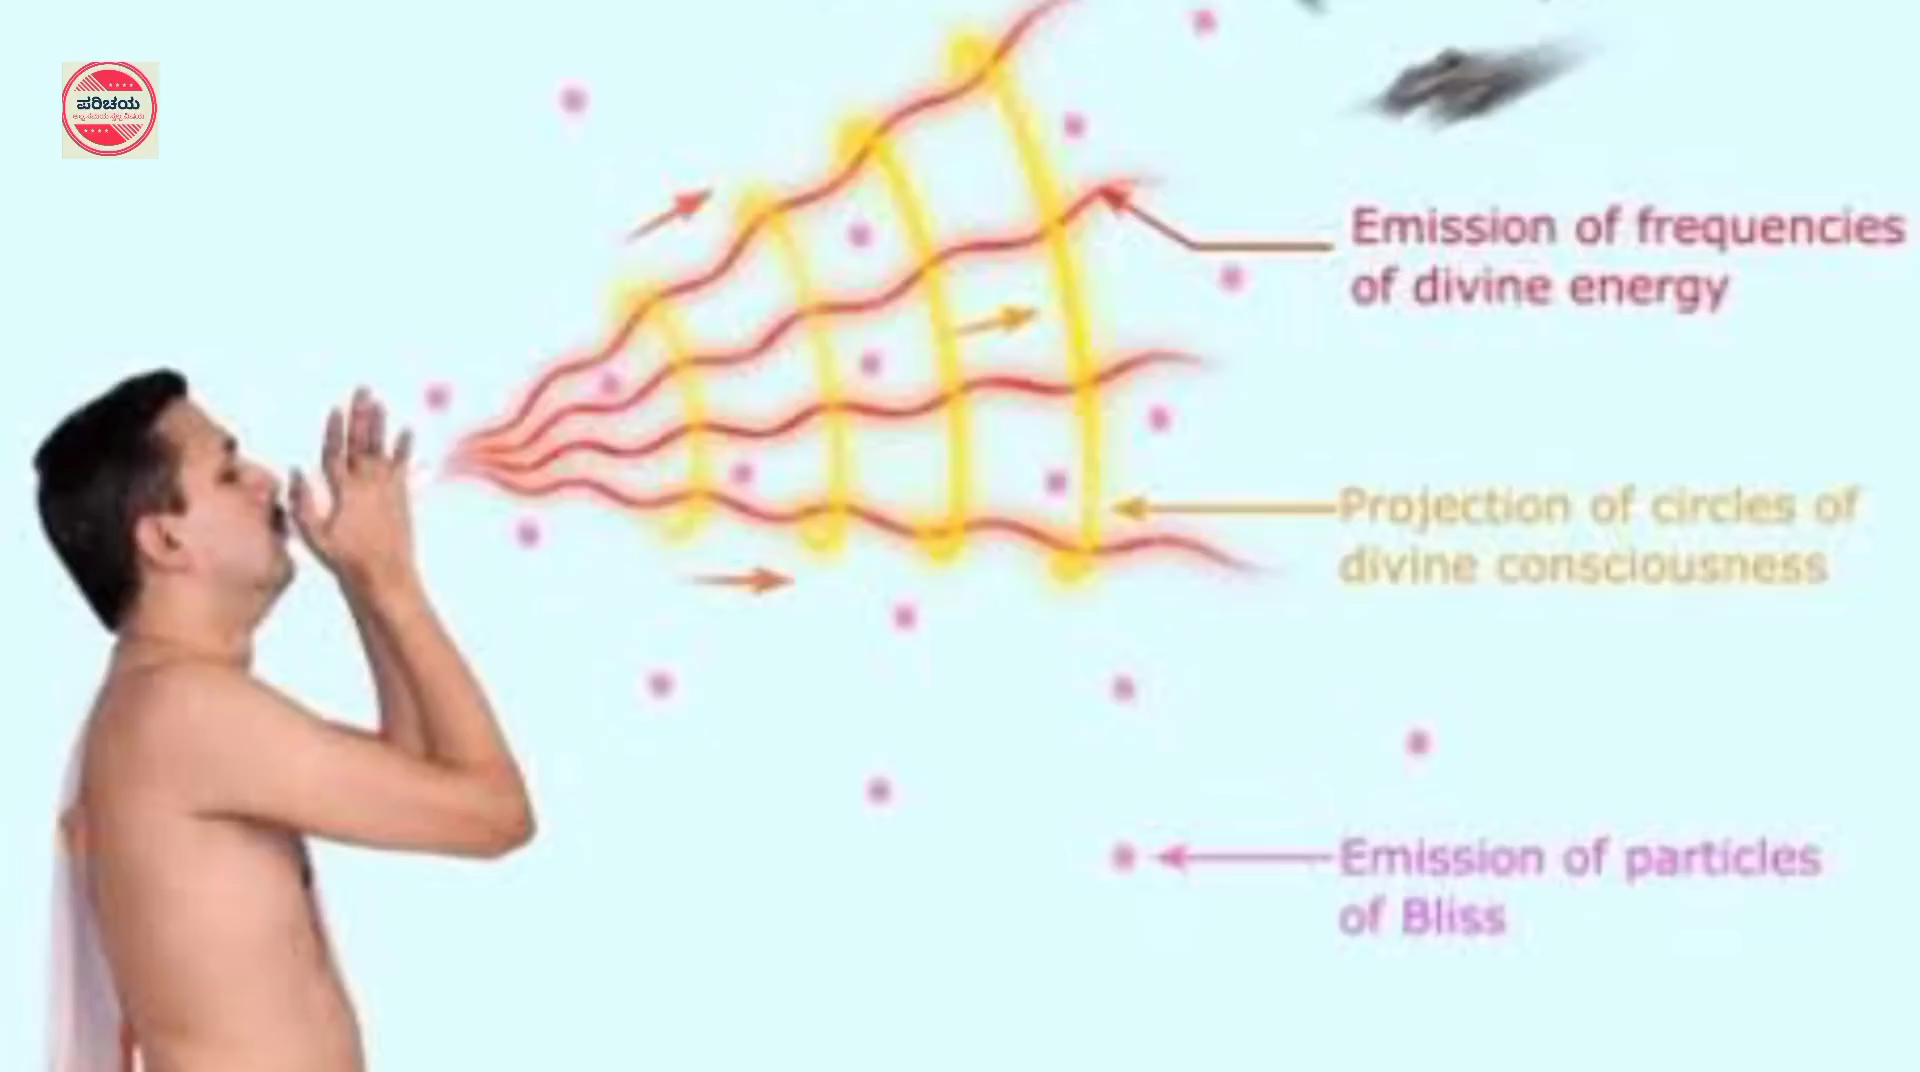 ಪರಿಚಯ
Emission of frequencies
of divine energy
Projection of circles of
divine consciousness
Emission of particles
of Bliss